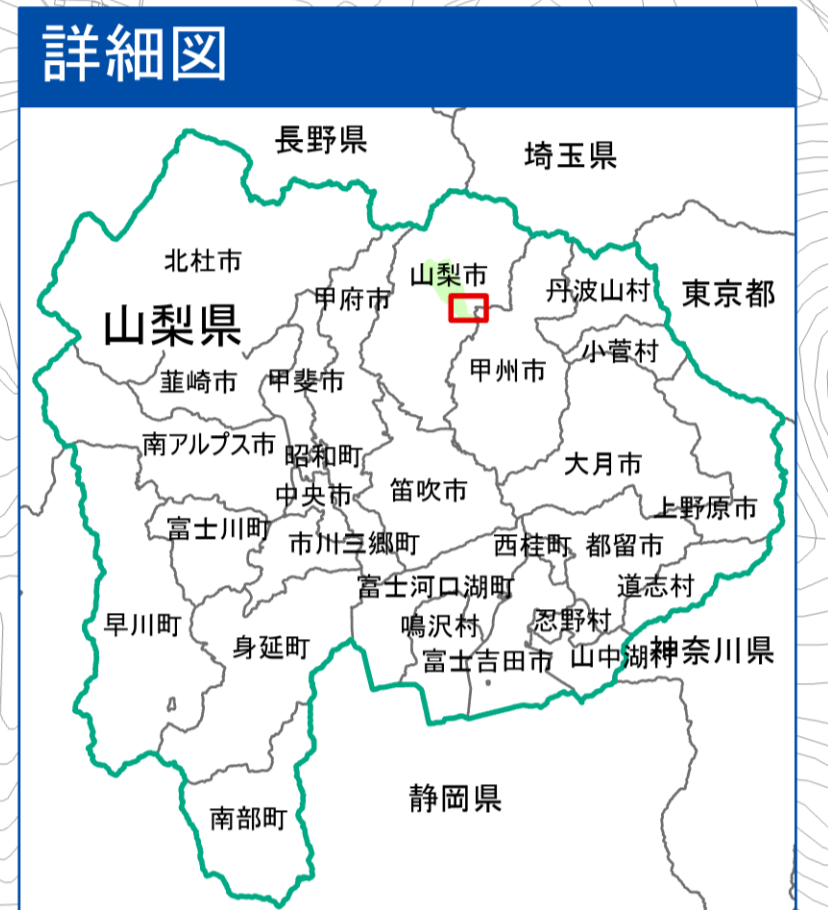 詳細図
長野県
埼玉県
北杜市
山梨市
甲府市
丹波山村
東京都
山梨県
小菅村
韮崎市
甲斐市
甲州市
南アルプス市
昭和町
大月市
中央市
笛吹市
上野原市
富士川町
市川三郷町
西桂町
都留市
富士河口湖町
道志村
早川町
鳴沢村
忍野村
身延町
富士吉田市
山中湖村
神奈川県
静岡県
南部町